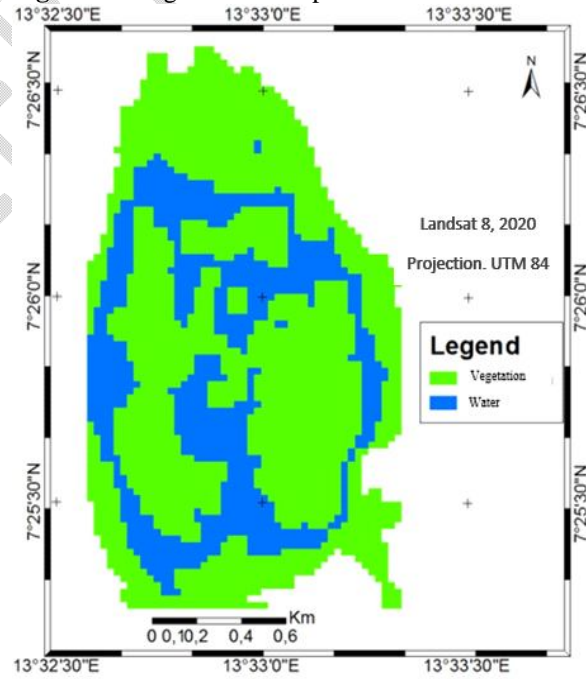 13°32'30"E 13°33'0"E 13°33'30"E
N
7°26'30"N 7°26'30"N
Landsat 8, 2020
Projection. UTM 84
7°26'0"N 7°26'0"N
Legend
Vegetation
Water
7°25'30"N 7°25'30"N
Km
0 0,10,2 0,4 0,6
13°32'30"E 13°33'0"E 13°33'30"E